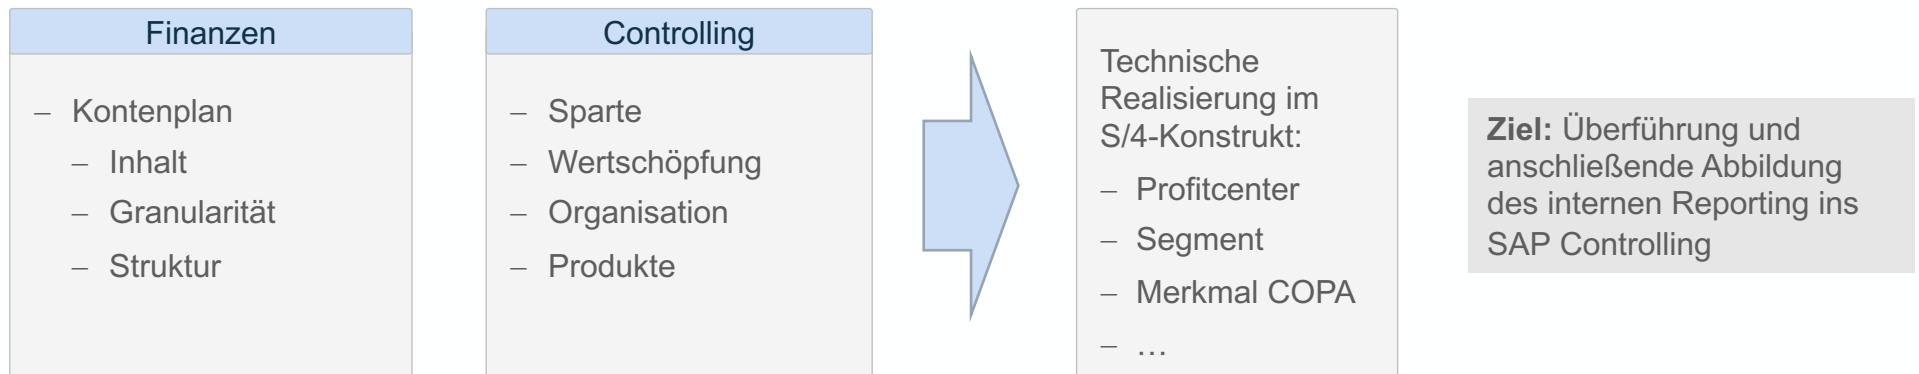 Finanzen
– Kontenplan
– Inhalt
– Granularität
– Struktur
Controlling
– Sparte
– Wertschöpfung
– Organisation
– Produkte
Technische
Realisierung im
S/4-Konstrukt:
– Profitcenter
– Segment
– Merkmal COPA
– …
Ziel: Überführung und
anschließende Abbildung
des internen Reporting ins
SAP Controlling